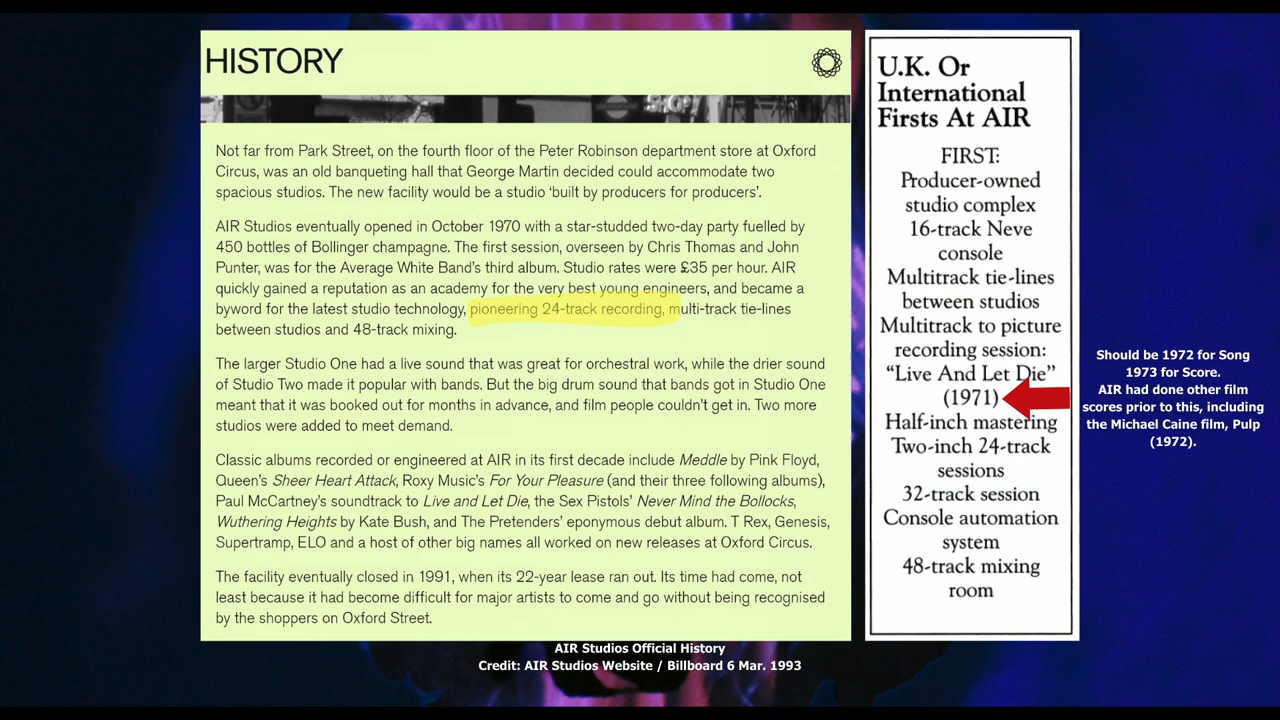 HISTORY
SHOP
Not far from Park Street, on the fourth floor of the Peter Robinson department store at Oxford
Circus, was an old banqueting hall that George Martin decided could accommodate two
spacious studios. The new facility would be a studio ‘built by producers for producers’.
AIR Studios eventually opened in October 1970 with a star-studded two-day party fuelled by
450 bottles of Bollinger champagne. The first session, overseen by Chris Thomas and John
Punter, was for the Average White Band’s third album. Studio rates were £35 per hour. AIR
quickly gained a reputation as an academy for the very best young engineers, and became a
byword for the latest studio technology, pioneering 24-track recording, multi-track tie-lines
between studios and 48-track mixing.
The larger Studio One had a live sound that was great for orchestral work, while the drier sound
of Studio Two made it popular with bands. But the big drum sound that bands got in Studio One
meant that it was booked out for months in advance, and film people couldn’t get in. Two more
studios were added to meet demand.
Classic albums recorded or engineered at AIR in its first decade include Meddle by Pink Floyd,
Queen’s Sheer Heart Attack, Roxy Music’s For Your Pleasure (and their three following albums),
Paul McCartney’s soundtrack to Live and Let Die, the Sex Pistols’ Never Mind the Bollocks,
Wuthering Heights by Kate Bush, and The Pretenders’ eponymous debut album. T Rex, Genesis,
Supertramp, ELO and a host of other big names all worked on new releases at Oxford Circus.
The facility eventually closed in 1991, when its 22-year lease ran out. Its time had come, not
least because it had become difficult for major artists to come and go without being recognised
by the shoppers on Oxford Street.
U.K. Or
International
Firsts At AIR
FIRST:
Producer-owned
studio complex
16-track Neve
console
Multitrack tie-lines
between studios
Multitrack to picture
recording session:
“Live And Let Die”
(1971)
Half-inch mastering
Two-inch 24-track
sessions
32-track session
Console automation
system
48-track mixing
room
Should be 1972 for Song
1973 for Score.
AIR had done other film
scores prior to this, including
the Michael Caine film, Pulp
(1972).
AIR Studios Official History
Credit: AIR Studios Website / Billboard 6 Mar. 1993